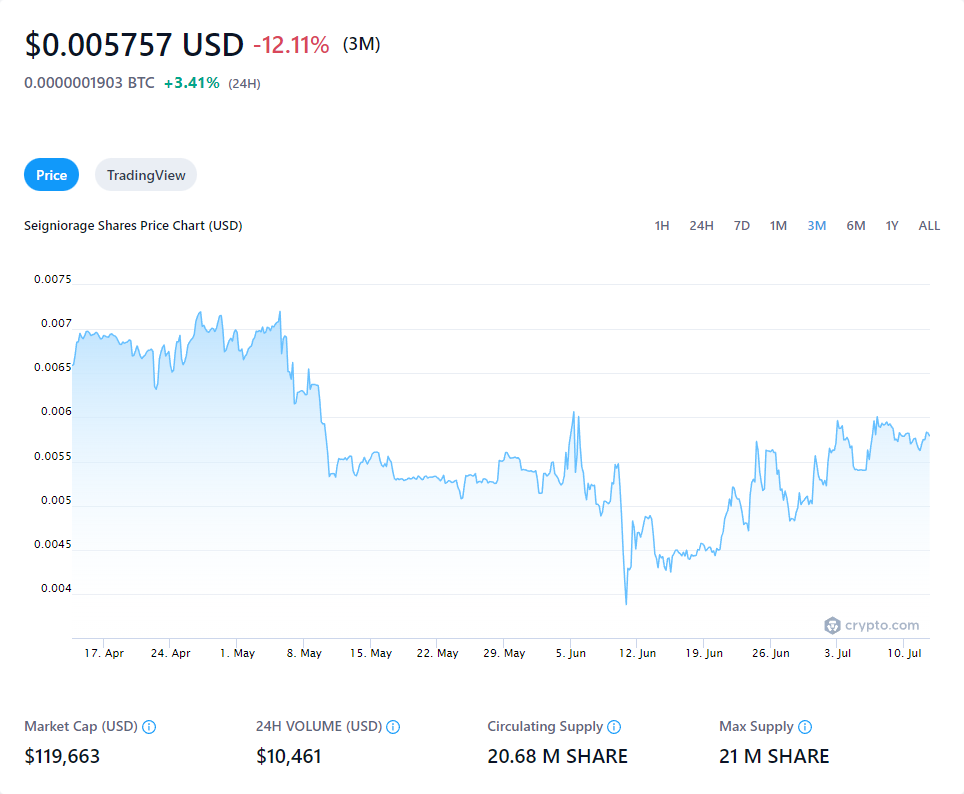 $0.005757 USD -12.11% (3M)
0.0000001903 BTC +3.41% (24H)
Price TradingView
Seigniorage Shares Price Chart (USD) 1H 24H 7D 1M 3M 6M 1Y ALL
0.0075
0.007
0.0065
0.006
0.0055
0.005
0.0045
0.004
crypto.com
17. Apr 24. Apr 1. May 8. May 15. May 22. May 29. May 5. Jun 12. Jun 19. Jun 26. Jun 3. Jul 10. Jul
Market Cap (USD) 24H VOLUME (USD) Circulating Supply Max Supply
$119,663 $10,461 20.68 M SHARE 21 M SHARE